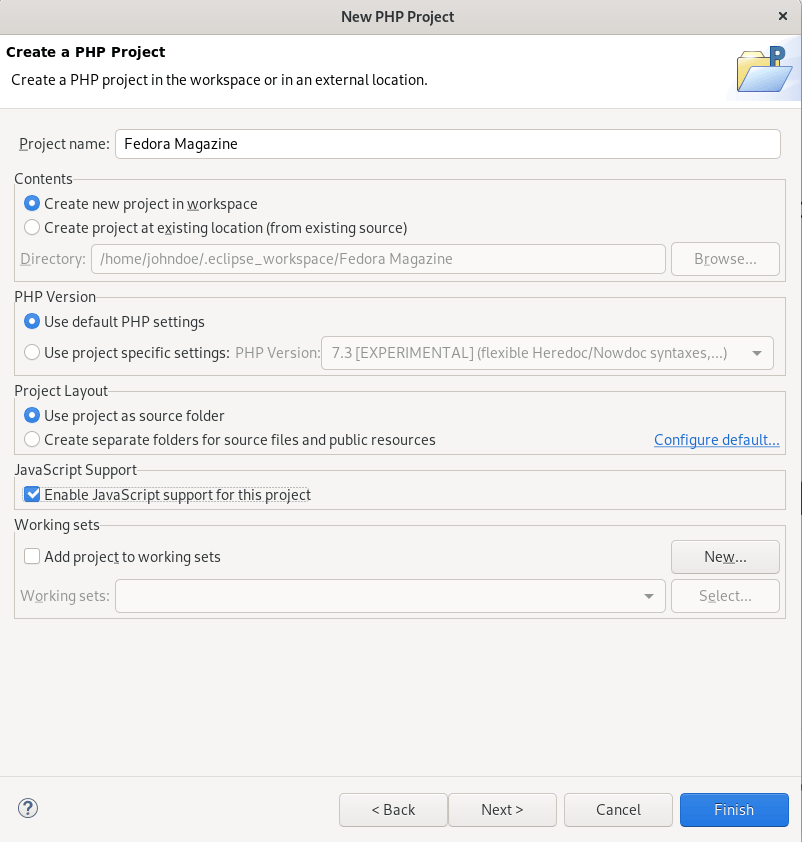 New PHP Project
Create a PHP Project
Create a PHP project in the workspace or in an external location.
P
Project name: Fedora Magazine
Contents
Create new project in workspace
Create project at existing location (from existing source)
Directory: /home/johndoe/.eclipse_workspace/Fedora Magazine Browse...
PHP Version
Use default PHP settings
Use project specific settings: PHP Version: 7.3 [EXPERIMENTAL] (flexible Heredoc/Nowdoc syntaxes,...)
Project Layout
Use project as source folder
Create separate folders for source files and public resources Configure default...
JavaScript Support
Enable JavaScript support for this project
Working sets
Add project to working sets New...
Working sets: Select...
? < Back Next > Cancel Finish